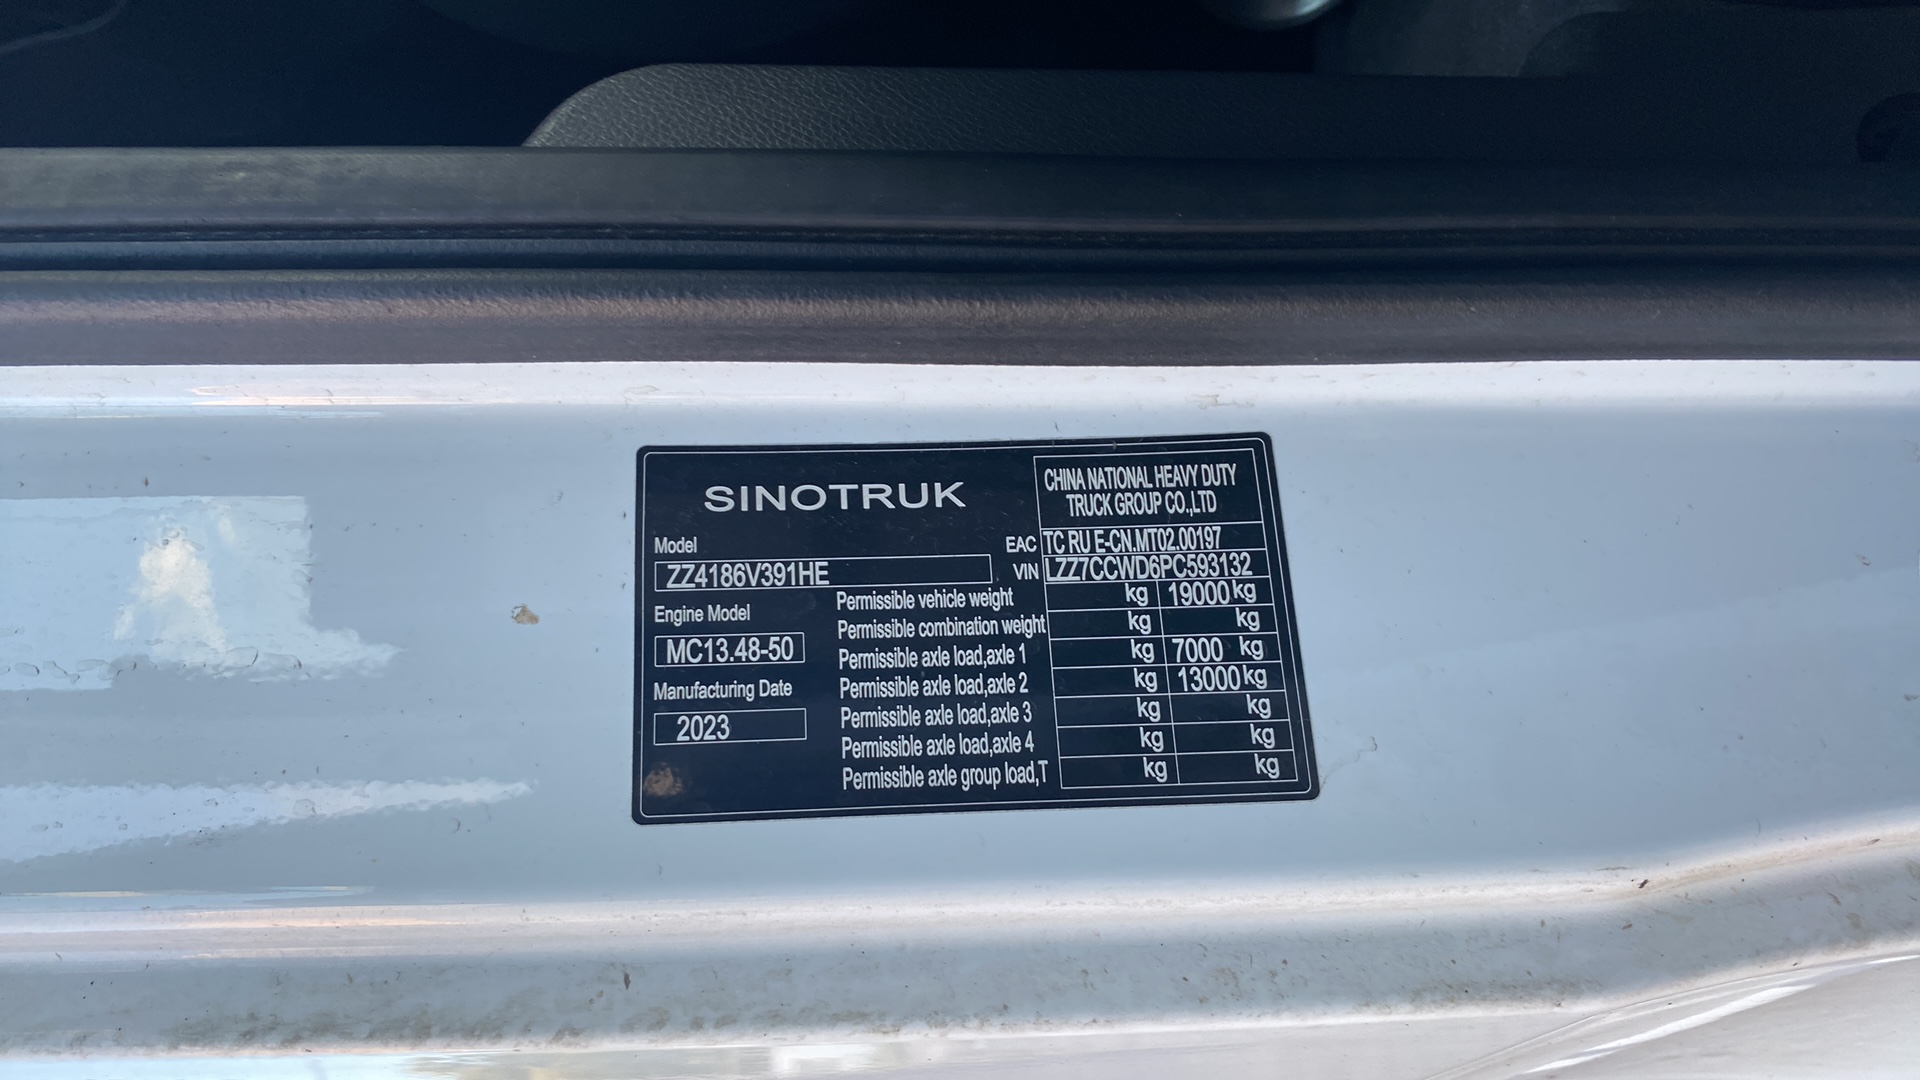 SINOTRUK
CHINA NATIONAL HEAVY DUTY
TRUCK GROUP CO.,LTD
EAC TC RU E-CN.MT02.00197
VIN LZZ7CCWD6PC593132
Model
ZZ4186V391HE
Engine Model
MC13.48-50
Manufacturing Date
2023
Permissible vehicle weight kg 19000 kg
Permissible combination weight kg kg
Permissible axle load,axle 1 kg 7000 kg
Permissible axle load,axle 2 kg 13000 kg
Permissible axle load,axle 3 kg kg
Permissible axle load,axle 4 kg kg
Permissible axle group load,T kg kg